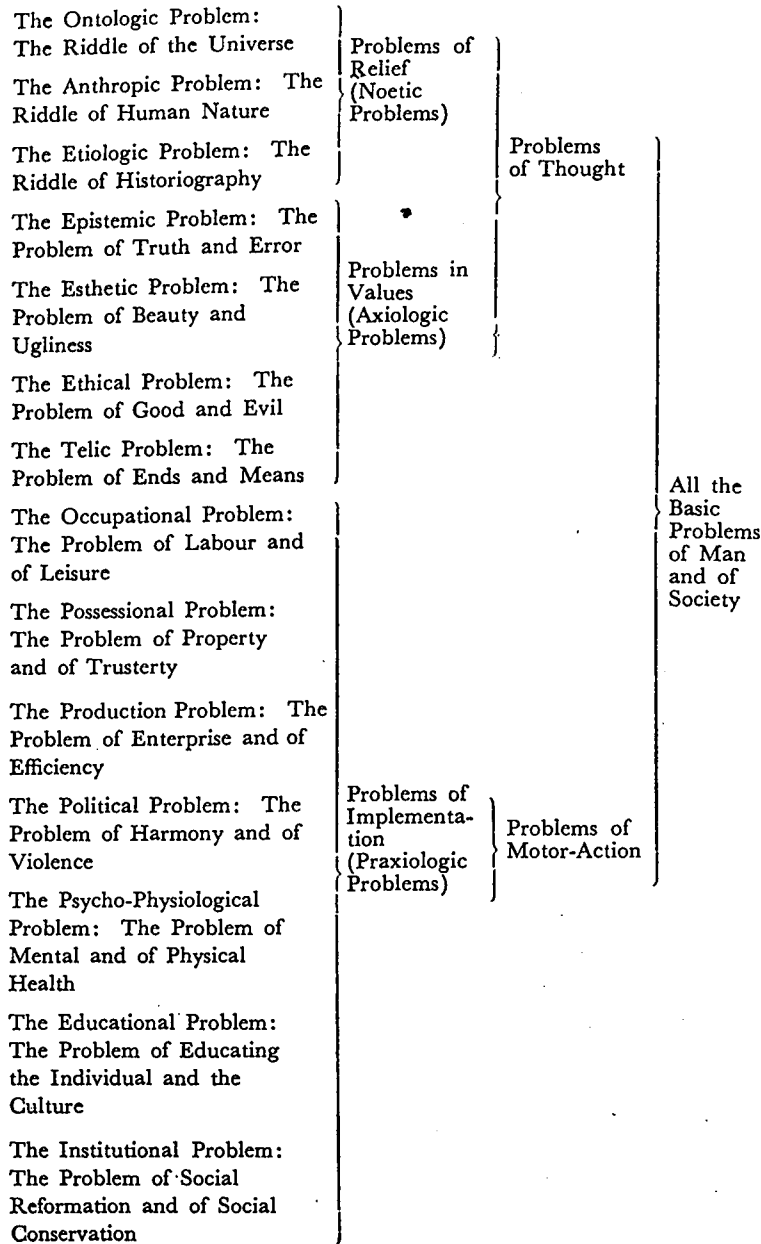 The Ontologic Problem:
The Riddle of the Universe
The Anthropic Problem: The
Riddle of Human Nature
The Etiologic Problem: The
Riddle of Historiography
The Epistemic Problem: The
Problem of Truth and Error
The Esthetic Problem: The
Problem of Beauty and
Ugliness
The Ethical Problem: The
Problem of Good and Evil
The Telic Problem: The
Problem of Ends and Means
The Occupational Problem:
The Problem of Labour and
of Leisure
The Possessional Problem:
The Problem of Property
and of Trusterty
The Production Problem: The
Problem of Enterprise and of
Efficiency
The Political Problem: The
Problem of Harmony and of
Violence
The Psycho-Physiological
Problem: The Problem of
Mental and of Physical
Health
The Educational Problem:
The Problem of Educating
the Individual and the
Culture
The Institutional Problem:
The Problem of Social
Reformation and of Social
Conservation
Problems of
Relief
(Noetic
Problems)
Problems in
Values
(Axiologic
Problems)
Problems of
Implementa-
tion
(Praxiologic
Problems)
Problems
of Thought
Problems of
Motor-Action
All the
Basic
Problems
of Man
and of
Society